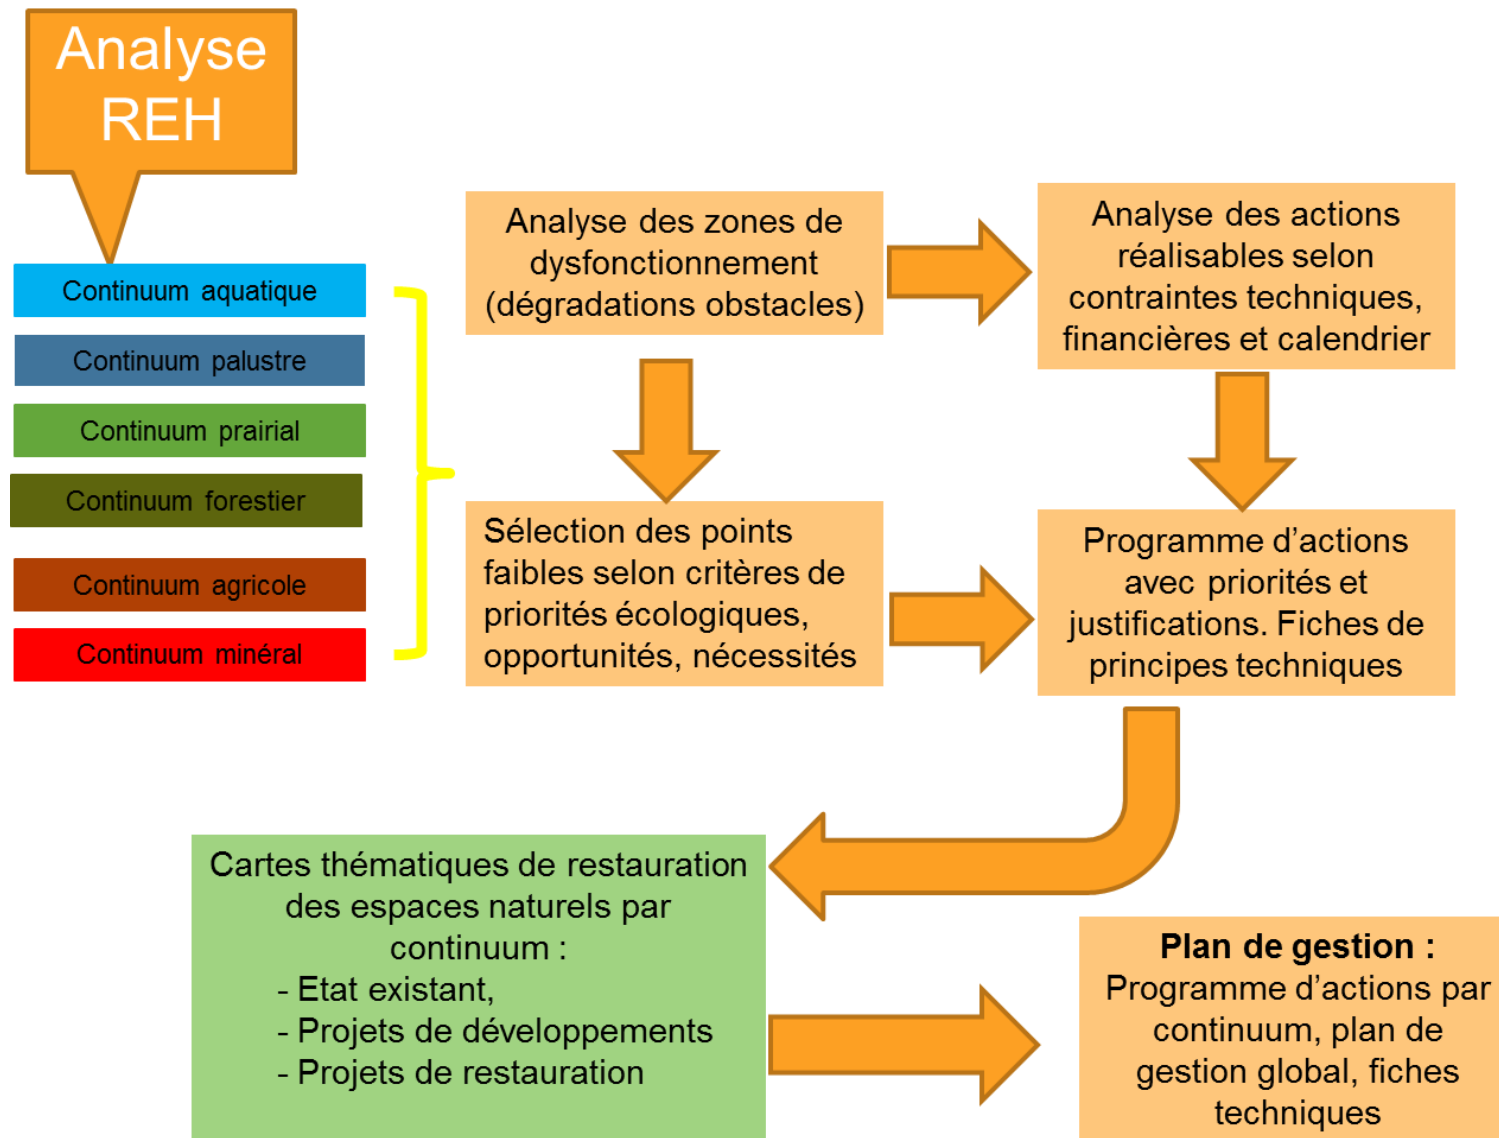 Analyse
REH
Continuum aquatique
Continuum palustre
Continuum prairial
Continuum forestier
Continuum agricole
Continuum minéral
Analyse des zones de
dysfonctionnement
(dégradations obstacles)
Analyse des actions
réalisables selon
contraintes techniques,
financières et calendrier
Sélection des points
faibles selon critères de
priorités écologiques,
opportunités, nécessités
Programme d’actions
avec priorités et
justifications. Fiches de
principes techniques
Cartes thématiques de restauration
des espaces naturels par
continuum :
- Etat existant,
- Projets de développements
- Projets de restauration
Plan de gestion :
Programme d’actions par
continuum, plan de
gestion global, fiches
techniques